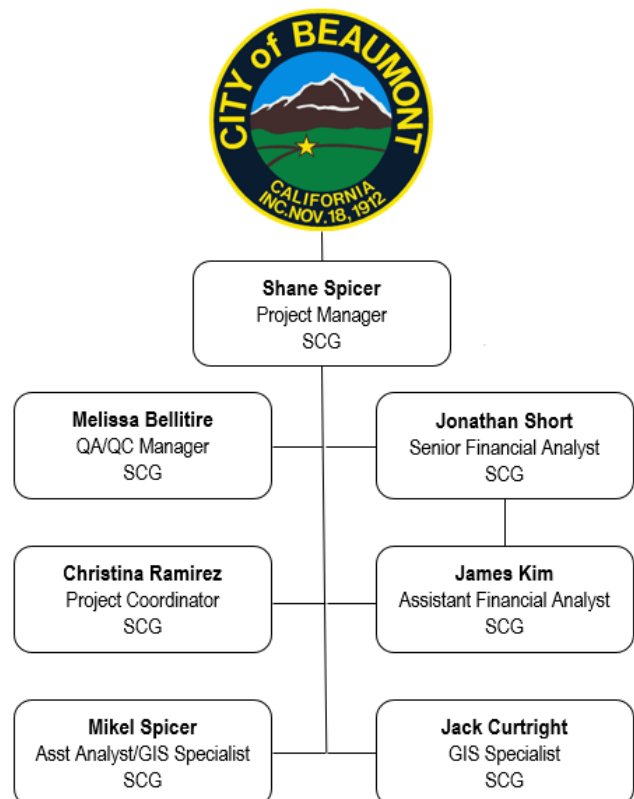 CITY of BEAUMONT
CALIFORNIA
INC.NOV.18, 1912
Shane Spicer
Project Manager
SCG
Melissa Bellitire
QA/QC Manager
SCG
Jonathan Short
Senior Financial Analyst
SCG
Christina Ramirez
Project Coordinator
SCG
James Kim
Assistant Financial Analyst
SCG
Mikel Spicer
Asst Analyst/GIS Specialist
SCG
Jack Curtright
GIS Specialist
SCG